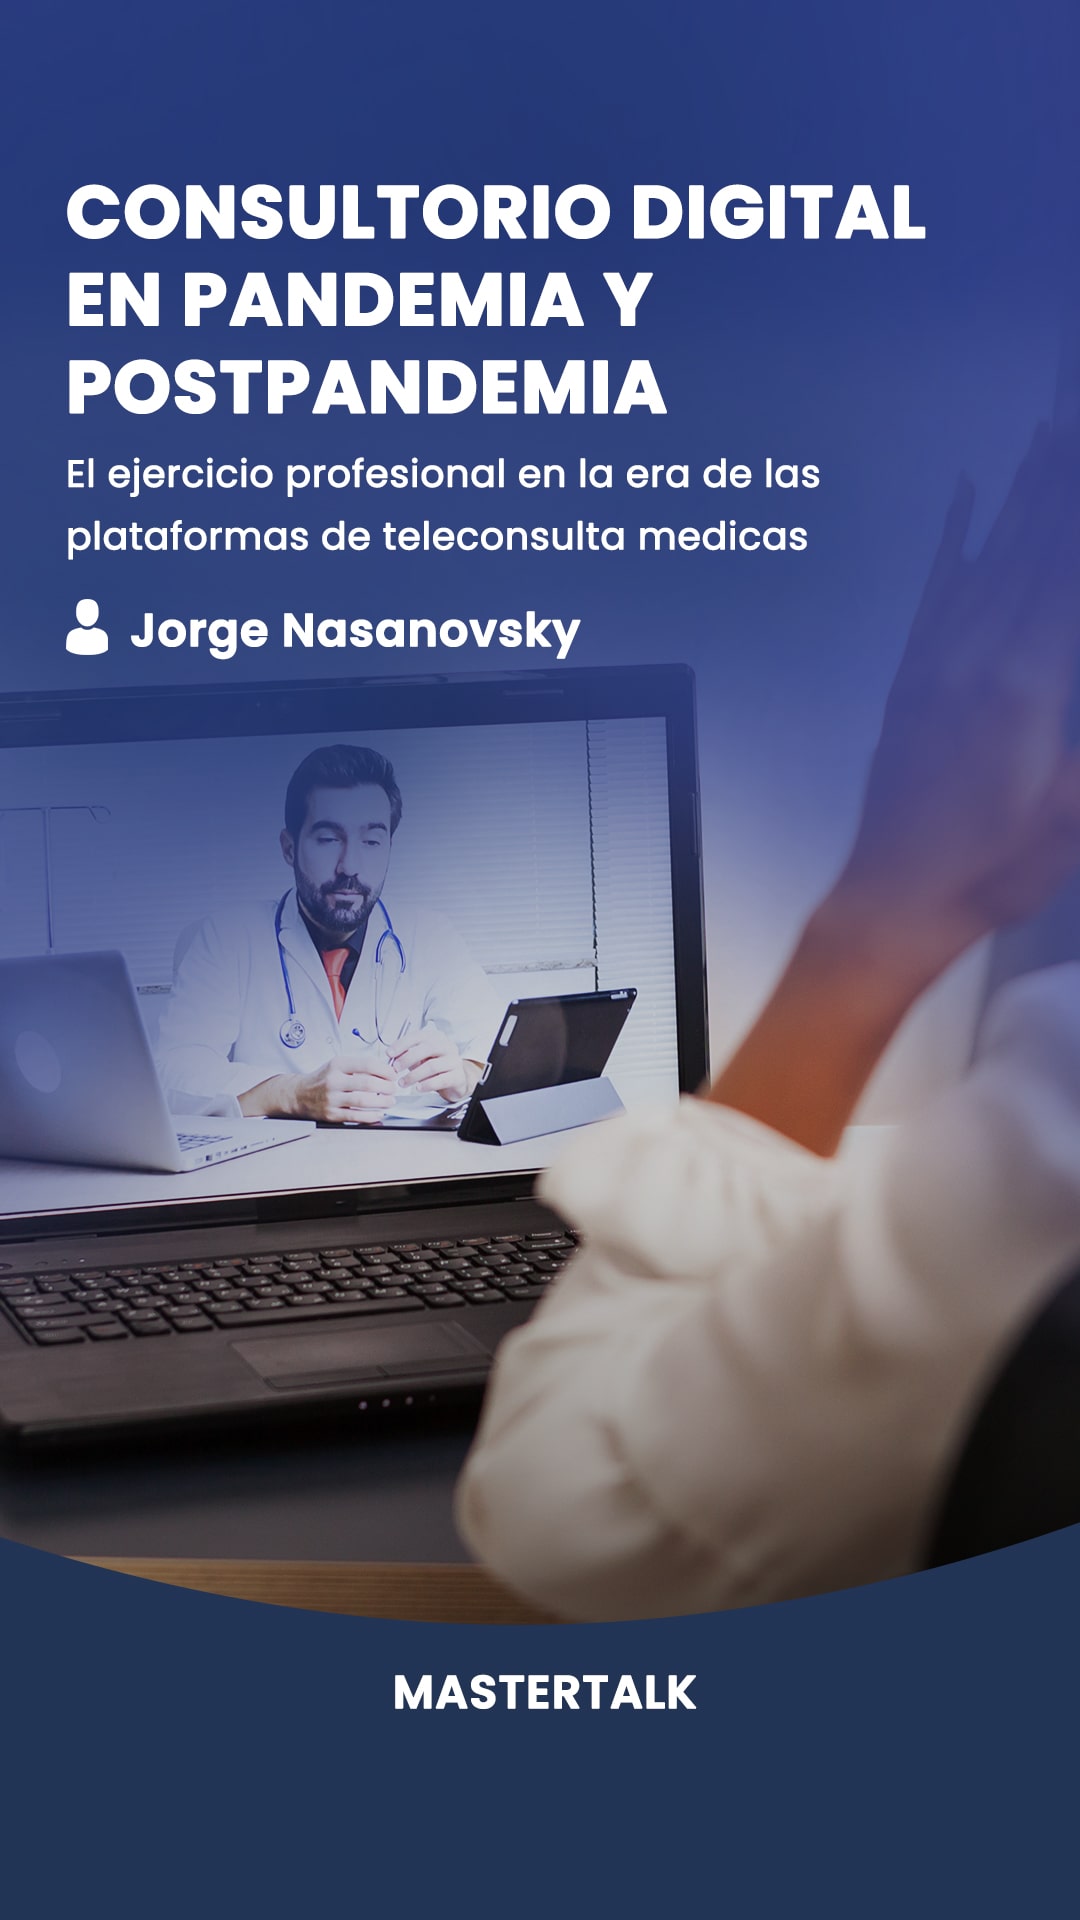 CONSULTORIO DIGITAL
EN PANDEMIA Y
POSTPANDEMIA
El ejercicio profesional en la era de las
plataformas de teleconsulta medicas
Jorge Nasanovsky
MASTERTALK